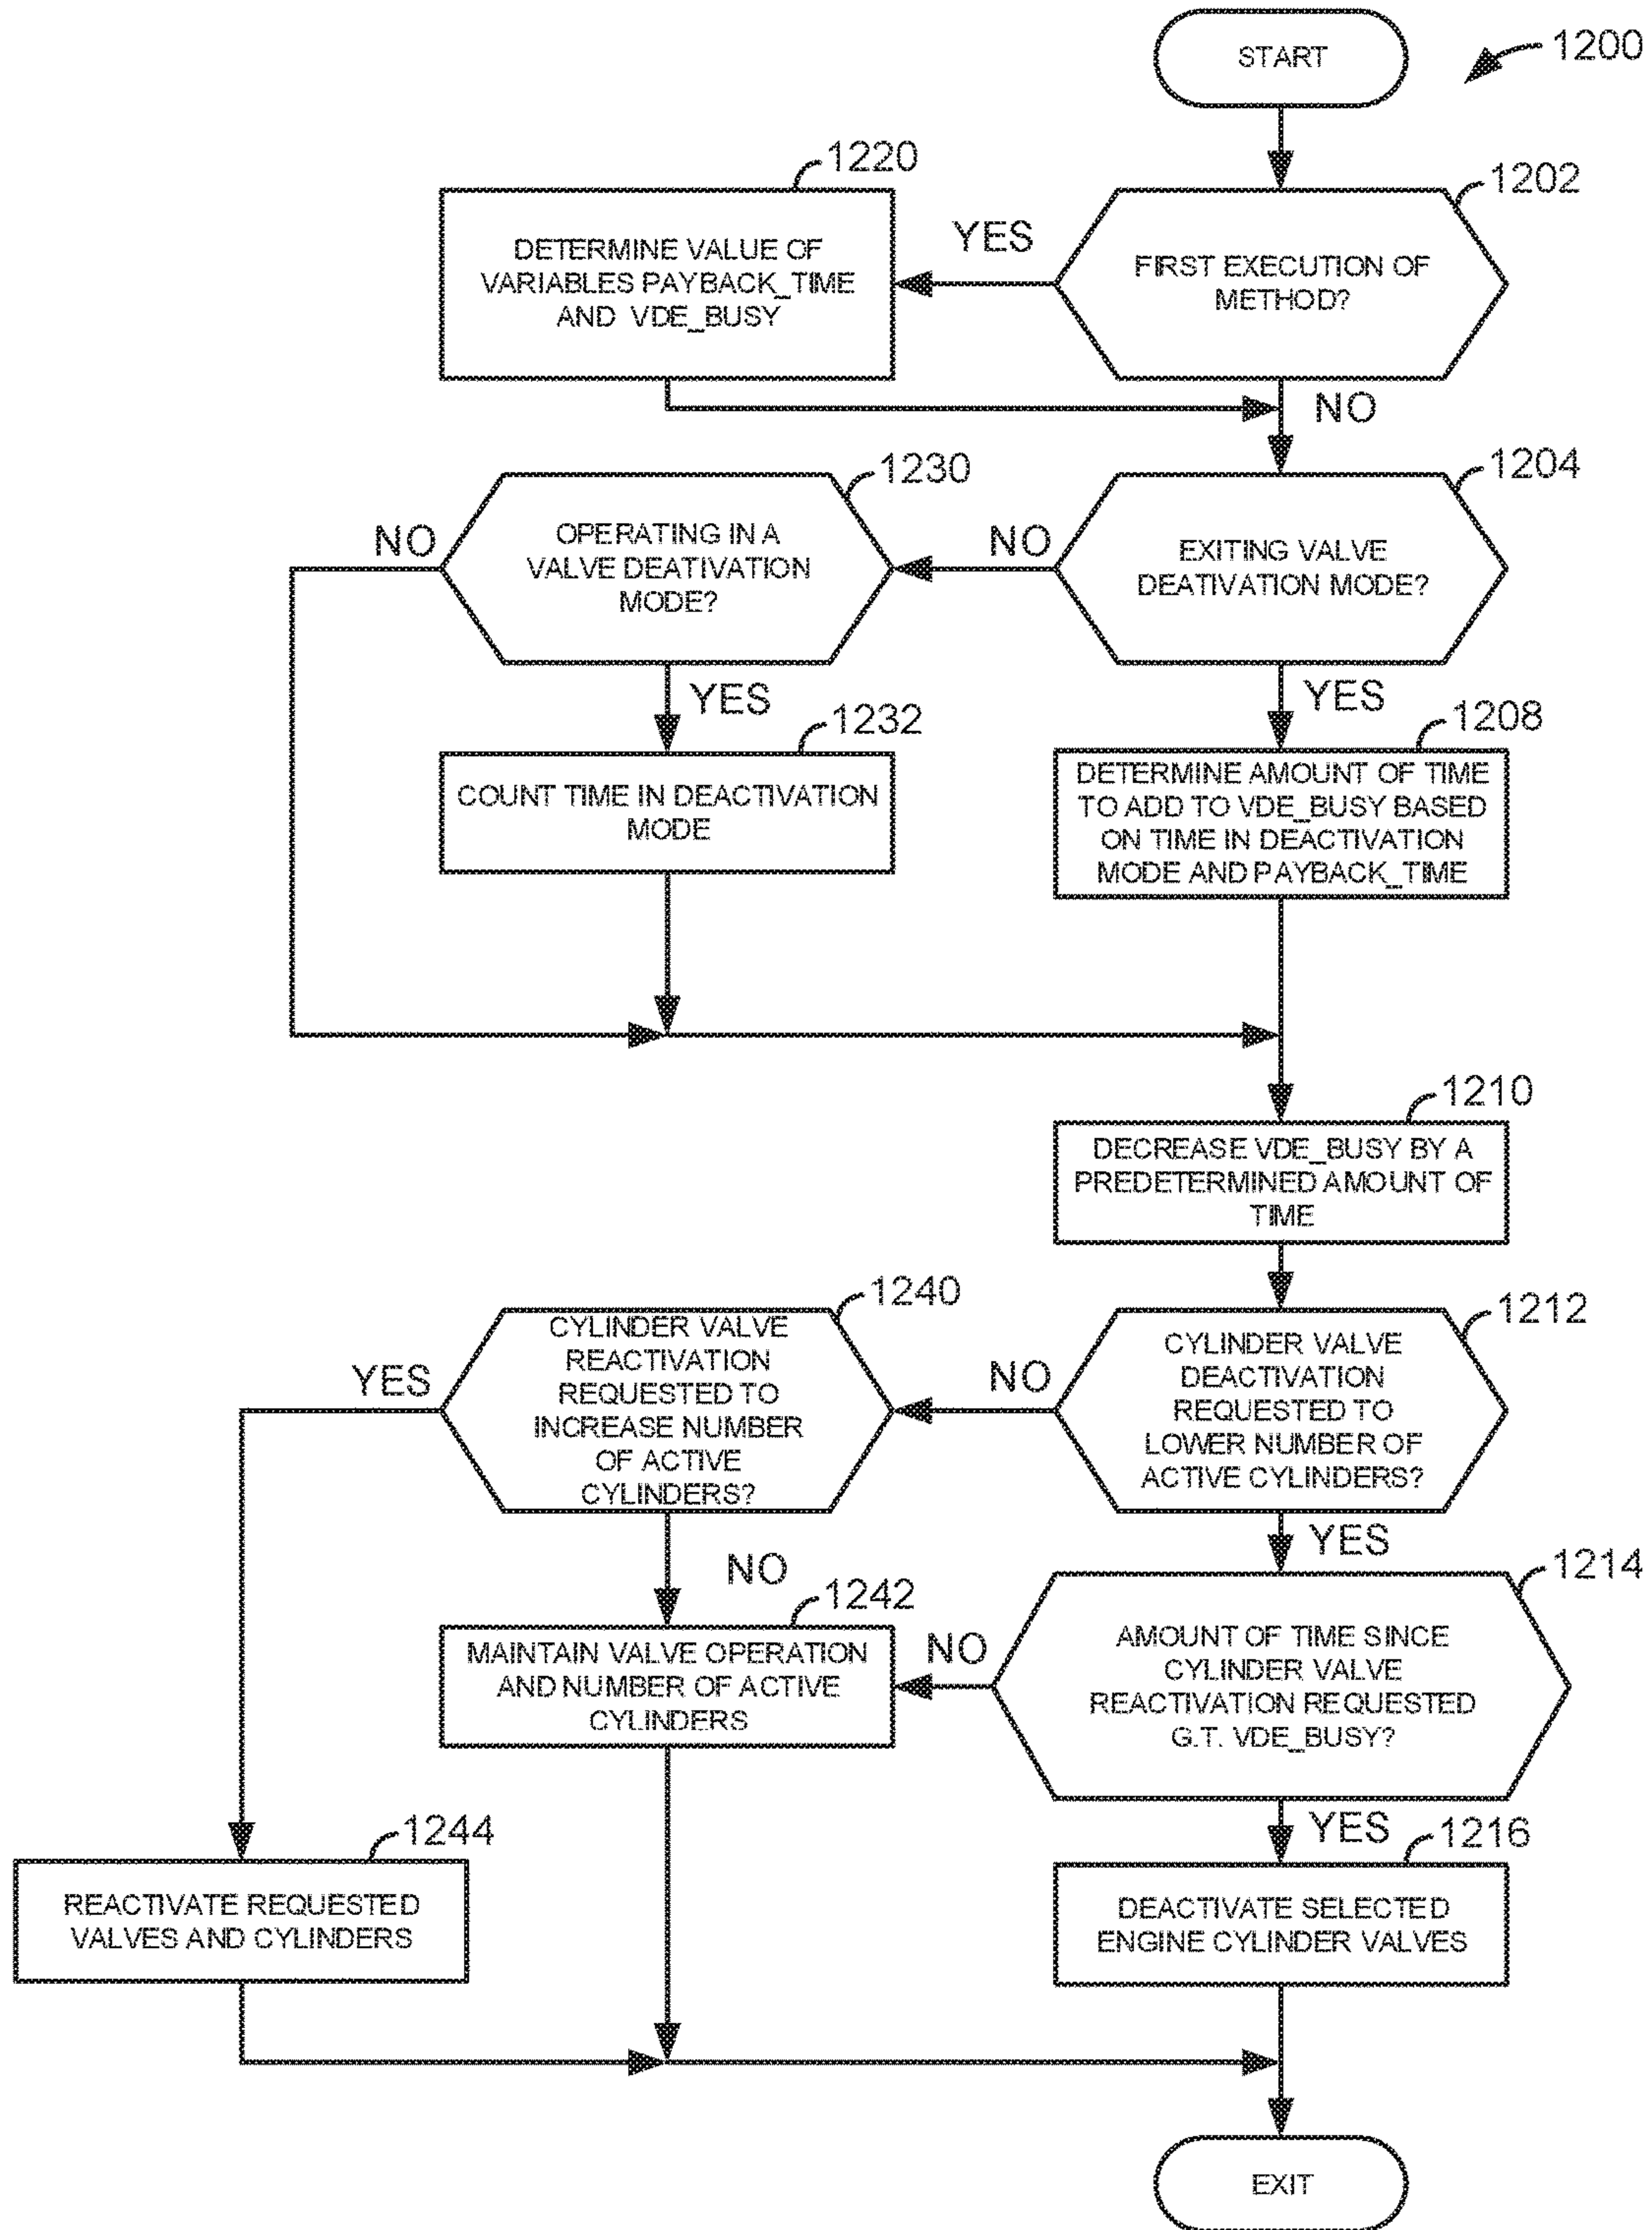 START
1200
1220
1202
DETERMINE VALUE OF
VARIABLES PAYBACK_TIME
AND VDE_BUSY
YES
FIRST EXECUTION OF
METHOD?
NO
1230
1204
NO
OPERATING IN A
VALVE DEATIVATION
MODE?
NO
EXITING VALVE
DEATIVATION MODE?
YES
YES
1232
1208
COUNT TIME IN DEACTIVATION
MODE
DETERMINE AMOUNT OF TIME
TO ADD TO VDE_BUSY BASED
ON TIME IN DEACTIVATION
MODE AND PAYBACK_TIME
1210
DECREASE VDE_BUSY BY A
PREDETERMINED AMOUNT OF
TIME
1240
1212
YES
CYLINDER VALVE
REACTIVATION
REQUESTED TO
INCREASE NUMBER
OF ACTIVE
CYLINDERS?
NO
CYLINDER VALVE
DEACTIVATION
REQUESTED TO
LOWER NUMBER OF
ACTIVE CYLINDERS?
NO
YES
1242
1214
MAINTAIN VALVE OPERATION
AND NUMBER OF ACTIVE
CYLINDERS
NO
AMOUNT OF TIME SINCE
CYLINDER VALVE
REACTIVATION REQUESTED
G.T. VDE_BUSY?
YES
1244
1216
REACTIVATE REQUESTED
VALVES AND CYLINDERS
DEACTIVATE SELECTED
ENGINE CYLINDER VALVES
EXIT